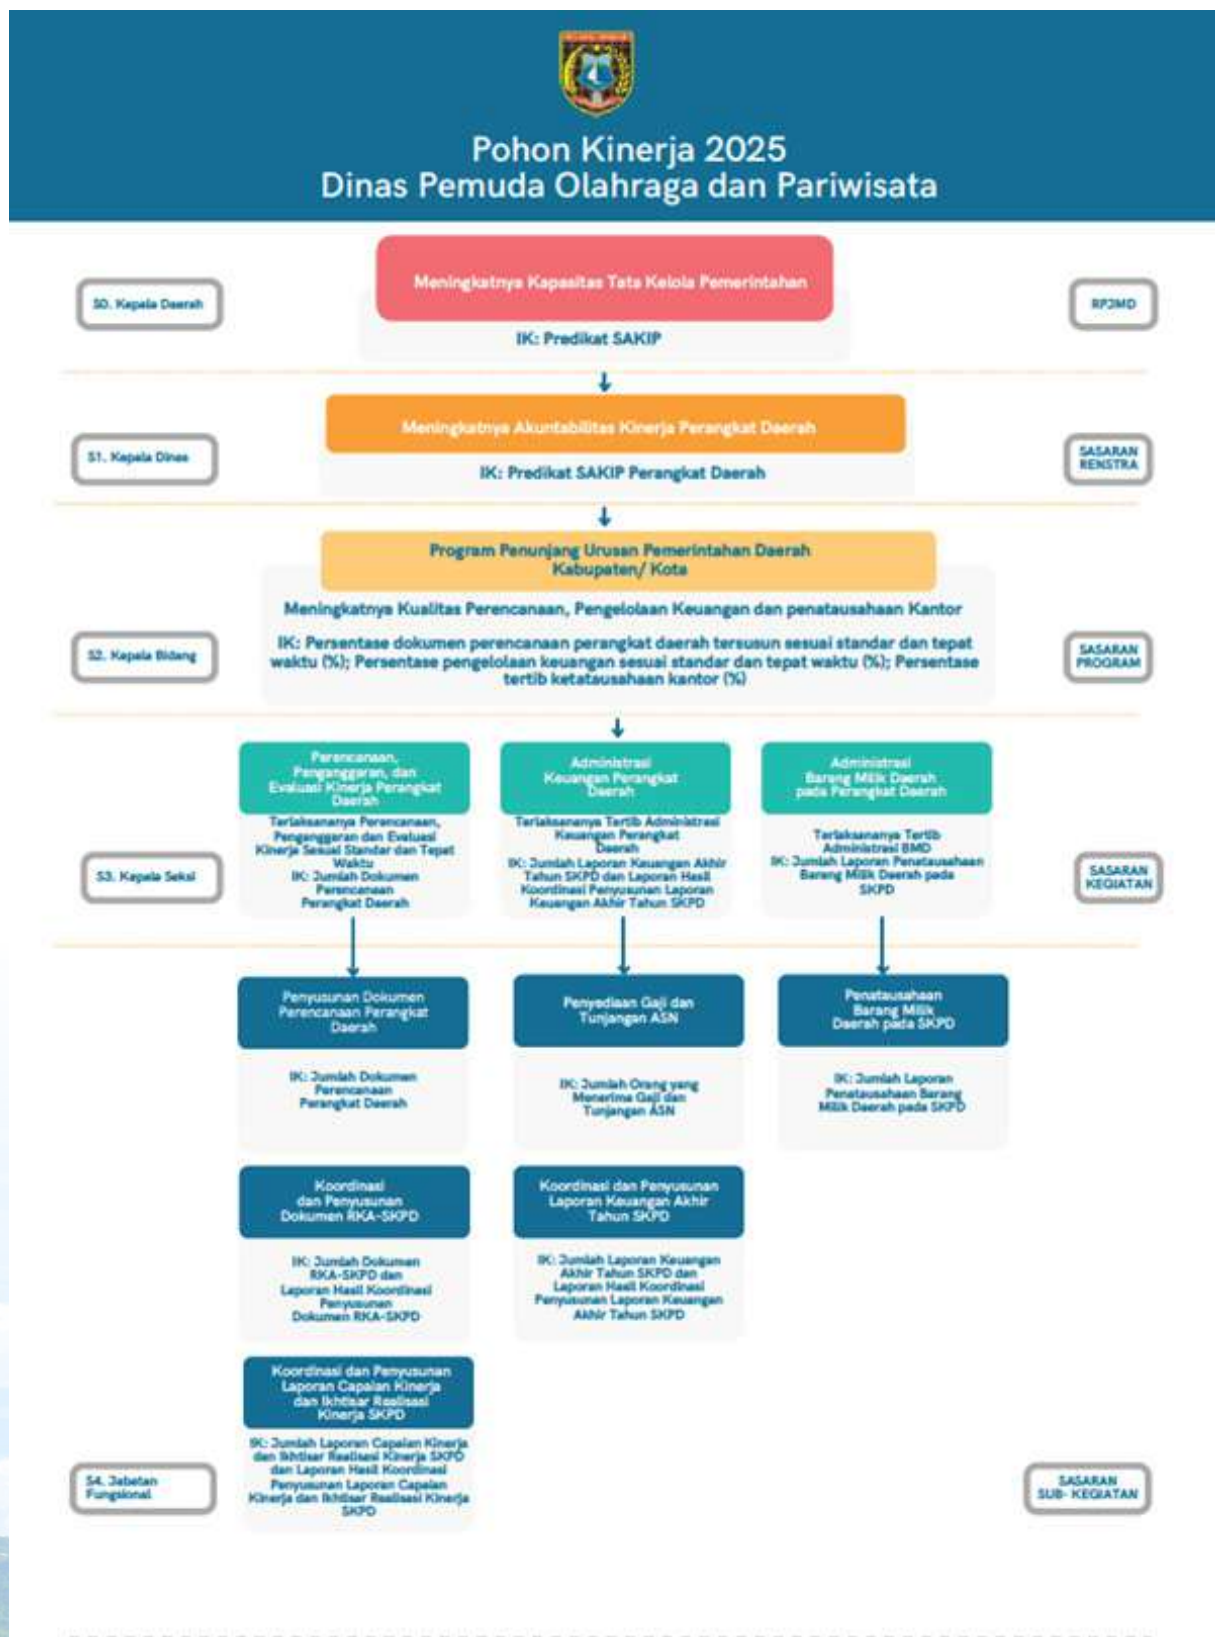 Pohon Kinerja 2025
Dinas Pemuda Olahraga dan Pariwisata
Meningkatnya Kapasitas Tata Kelola Pemerintahan
S0. Kepala Daerah
RPJMD
IK: Predikat SAKIP
Meningkatnya Akuntabilitas Kinerja Perangkat Daerah
S1. Kepala Dinas
SASARAN
RENSTRA
IK: Predikat SAKIP Perangkat Daerah
Program Penunjang Urusan Pemerintahan Daerah
Kabupaten/ Kota
Meningkatnya Kualitas Perencanaan, Pengelolaan Keuangan dan penatausahaan Kantor
S2. Kepala Bidang
IK: Persentase dokumen perencanaan perangkat daerah tersusun sesuai standar dan tepat
waktu (%); Persentase pengelolaan keuangan sesuai standar dan tepat waktu (%); Persentase
tertib ketatausahaan kantor (%)
SASARAN
PROGRAM
Perencanaan,
Penganggaran, dan
Evaluasi Kinerja Perangkat
Daerah
Terlaksananya Perencanaan,
Penganggaran dan Evaluasi
Kinerja Sesuai Standar dan Tepat
Waktu
IK: Jumlah Dokumen
Perencanaan
Perangkat Daerah
Administrasi
Keuangan Perangkat
Daerah
Terlaksananya Tertib Administrasi
Keuangan Perangkat
Daerah
IK: Jumlah Laporan Keuangan Akhir
Tahun SKPD dan Laporan Hasil
Koordinasi Penyusunan Laporan
Keuangan Akhir Tahun SKPD
Administrasi
Barang Milik Daerah
pada Perangkat Daerah
Terlaksananya Tertib
Administrasi BMD
IK: Jumlah Laporan Penatausahaan
Barang Milik Daerah pada
SKPD
S3. Kepala Seksi
SASARAN
KEGIATAN
Penyusunan Dokumen
Perencanaan Perangkat
Daerah
IK: Jumlah Dokumen
Perencanaan
Perangkat Daerah
Penyediaan Gaji dan
Tunjangan ASN
IK: Jumlah Orang yang
Menerima Gaji dan
Tunjangan ASN
Penatausahaan
Barang Milik
Daerah pada SKPD
IK: Jumlah Laporan
Penatausahaan Barang
Milik Daerah pada SKPD
Koordinasi
dan Penyusunan
Dokumen RKA-SKPD
IK: Jumlah Dokumen
RKA-SKPD dan
Laporan Hasil Koordinasi
Penyusunan
Dokumen RKA-SKPD
Koordinasi dan Penyusunan
Laporan Keuangan Akhir
Tahun SKPD
IK: Jumlah Laporan Keuangan
Akhir Tahun SKPD dan
Laporan Hasil Koordinasi
Penyusunan Laporan Keuangan
Akhir Tahun SKPD
Koordinasi dan Penyusunan
Laporan Capaian Kinerja
dan Ikhtisar Realisasi
Kinerja SKPD
IK: Jumlah Laporan Capaian Kinerja
dan Ikhtisar Realisasi Kinerja SKPD
dan Laporan Hasil Koordinasi
Penyusunan Laporan Capaian
Kinerja dan Ikhtisar Realisasi Kinerja
SKPD
S4. Jabatan
Fungsional
SASARAN
SUB- KEGIATAN